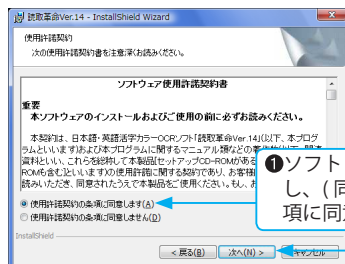 読取革命Ver.14 - InstallShield Wizard
使用許諾契約
次の使用許諾契約書を注意深くお読みください。
ソフトウェア使用許諾契約書
重要
本ソフトウェアのインストールおよびご使用の前に必ずお読みください。
本契約は、日本語・英語活字カラーOCRソフト「読取革命Ver.14」(以下、本プログ
ラムといいます)および本プログラムに関するマニュアル類などの
資料といい、これらを総称して本製品[セットアップCD-ROMがある
ROMも含む]といいます)の使用許諾に関する契約であり、お客様
読みいただき、同意されたうえで本製品をご使用ください。もし、お
使用許諾契約の条項に同意します(A)
使用許諾契約の条項に同意しません(D)
InstallShield
< 戻る(B)
次へ(N) >
キャンセル
❶ソフト
し、(同
項に同意